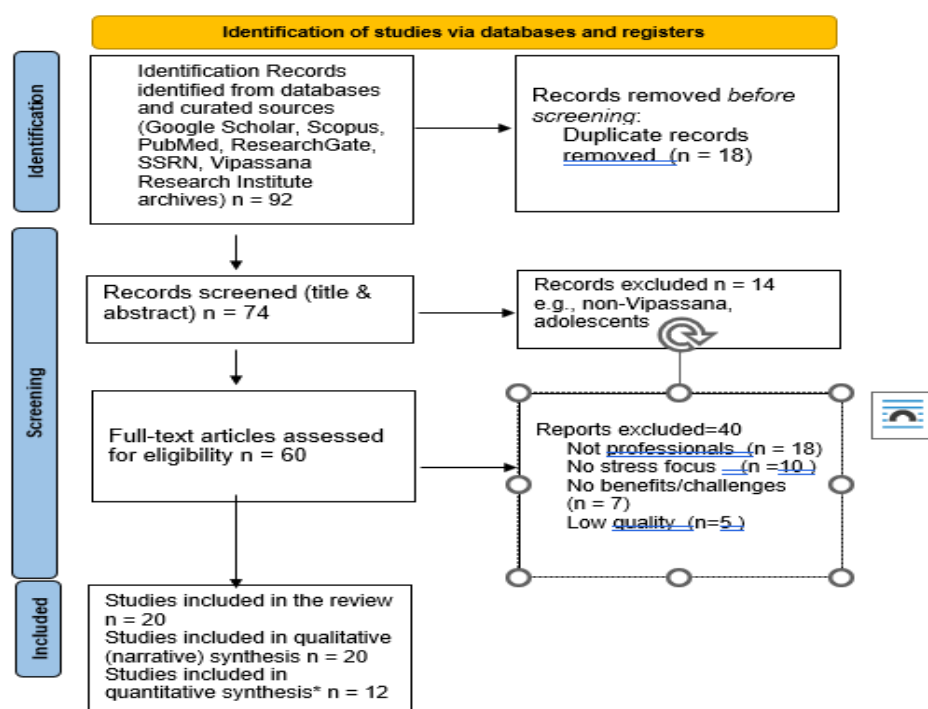 Identification of studies via databases and registers
Identification
Identification Records
identified from databases
and curated sources
(Google Scholar, Scopus,
PubMed, ResearchGate,
SSRN, Vipassana
Research Institute
archives) n = 92
Records removed before
screening:
Duplicate records
removed (n = 18)
Screening
Records screened (title &
abstract) n = 74
Records excluded n = 14
e.g., non-Vipassana,
adolescents
Full-text articles assessed
for eligibility n = 60
Reports excluded=40
Not professionals (n = 18)
No stress focus (n =10 )
No benefits/challenges
(n = 7)
Low quality (n=5 )
Included
Studies included in the review
n = 20
Studies included in qualitative
(narrative) synthesis n = 20
Studies included in
quantitative synthesis* n = 12